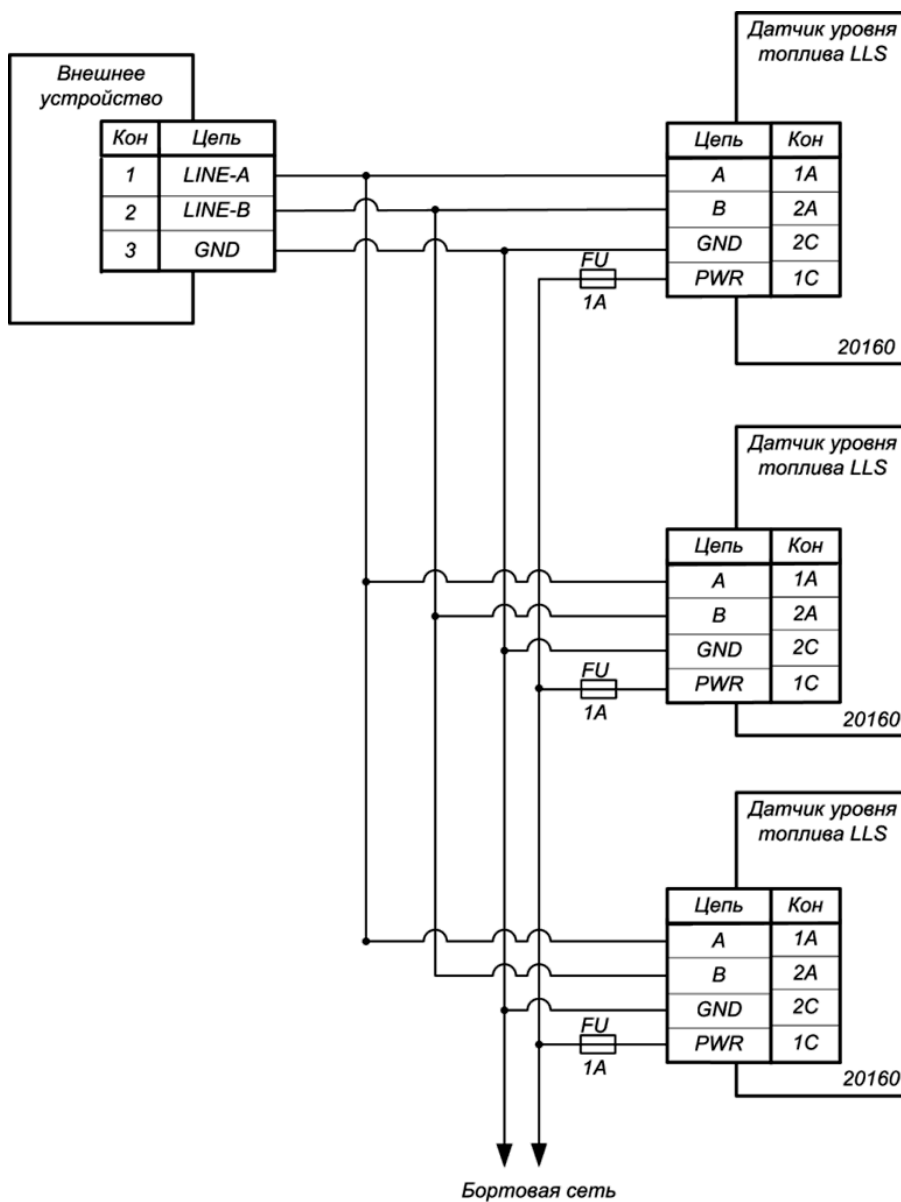 Внешнее
устройство
Кон Цепь
1 LINE-A
2 LINE-B
3 GND
Датчик уровня
топлива LLS
Цепь Кон
A 1A
B 2A
GND 2C
PWR 1C
FU
1A
20160
Датчик уровня
топлива LLS
Цепь Кон
A 1A
B 2A
GND 2C
PWR 1C
FU
1A
20160
Датчик уровня
топлива LLS
Цепь Кон
A 1A
B 2A
GND 2C
PWR 1C
FU
1A
20160
Бортовая сеть